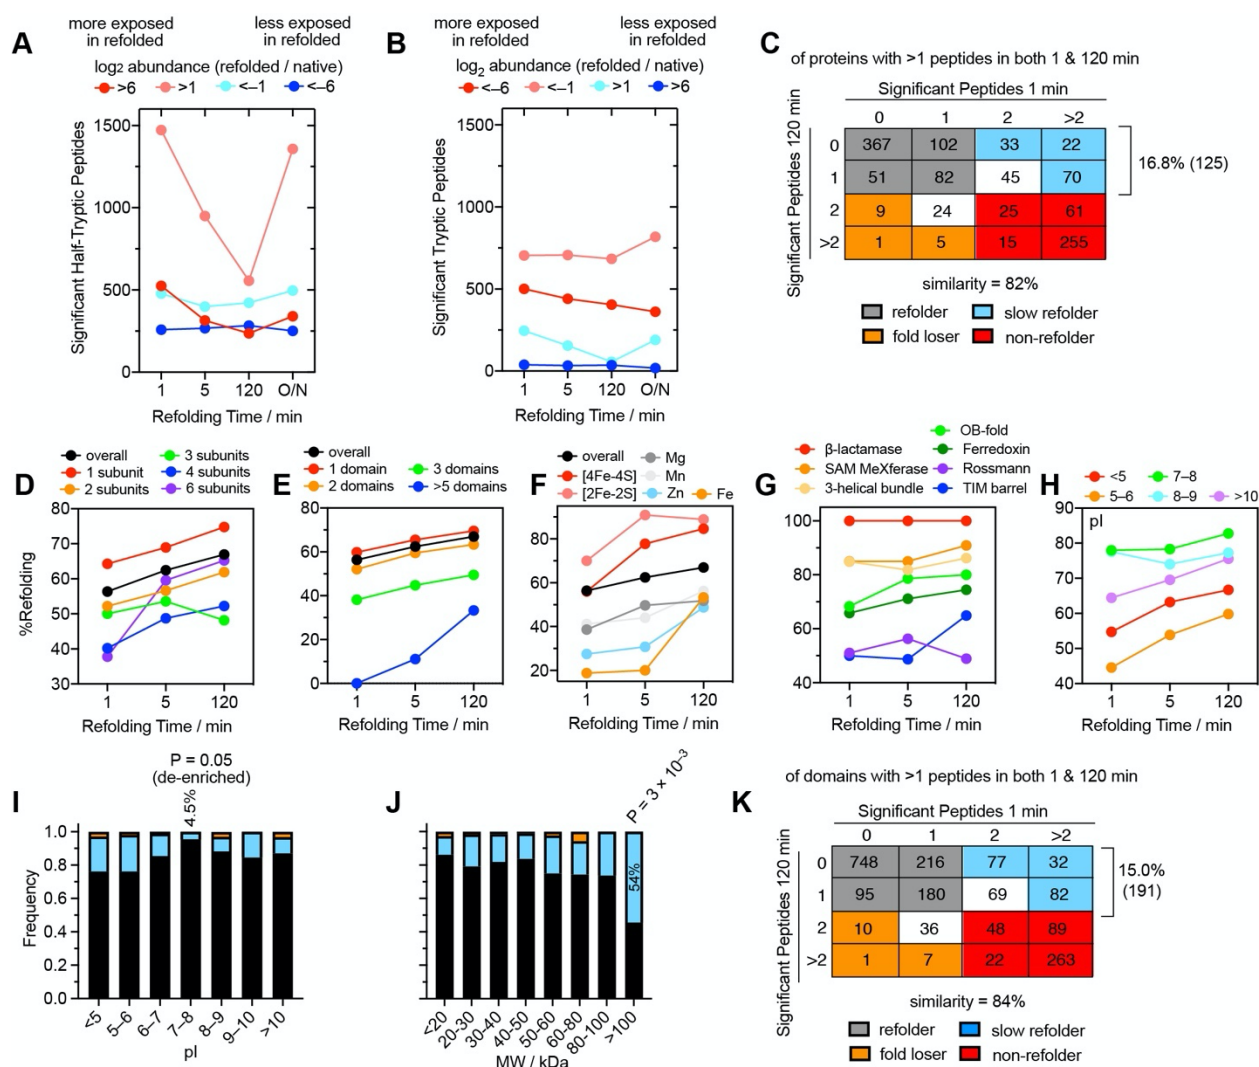 A
more exposed
in refolded
less exposed
in refolded
log2 abundance (refolded / native)
>6 >1 <–1 <–6
Significant Half-Tryptic Peptides
1500
1000
500
0
1 5 120 O/N
Refolding Time / min
B
more exposed
in refolded
less exposed
in refolded
log2 abundance (refolded / native)
<–6 <–1 >1 >6
Significant Tryptic Peptides
1500
1000
500
0
1 5 120 O/N
Refolding Time / min
C
of proteins with >1 peptides in both 1 & 120 min
Significant Peptides 1 min
0 1 2 >2
Significant Peptides 120 min
0 367 102 33 22
1 51 82 45 70
2 9 24 25 61
>2 1 5 15 255
16.8% (125)
similarity = 82%
refolder slow refolder
fold loser non-refolder
D
overall 3 subunits
1 subunit 4 subunits
2 subunits 6 subunits
%Refolding
80
70
60
50
40
30
1 5 120
Refolding Time / min
E
overall
1 domain 3 domains
2 domains >5 domains
80
60
40
20
0
1 5 120
Refolding Time / min
F
overall Mg
[4Fe-4S] Mn
[2Fe-2S] Zn Fe
80
60
40
20
1 5 120
Refolding Time / min
G
OB-fold
β-lactamase Ferredoxin
SAM MeXferase Rossmann
3-helical bundle TIM barrel
100
80
60
40
1 5 120
Refolding Time / min
H
<5 7–8
5–6 8–9 >10
pI
90
80
70
60
50
40
1 5 120
Refolding Time / min
I
P = 0.05
(de-enriched)
4.5%
Frequency
1.0
0.8
0.6
0.4
0.2
0.0
<5 5–6 6–7 7–8 8–9 9–10 >10
pI
J
P = 3 × 10–3
54%
<20 20-30 30-40 40-50 50-60 60-80 80-100 >100
MW / kDa
K
of domains with >1 peptides in both 1 & 120 min
Significant Peptides 1 min
0 1 2 >2
Significant Peptides 120 min
0 748 216 77 32
1 95 180 69 82
2 10 36 48 89
>2 1 7 22 263
15.0%
(191)
similarity = 84%
refolder slow refolder
fold loser non-refolder